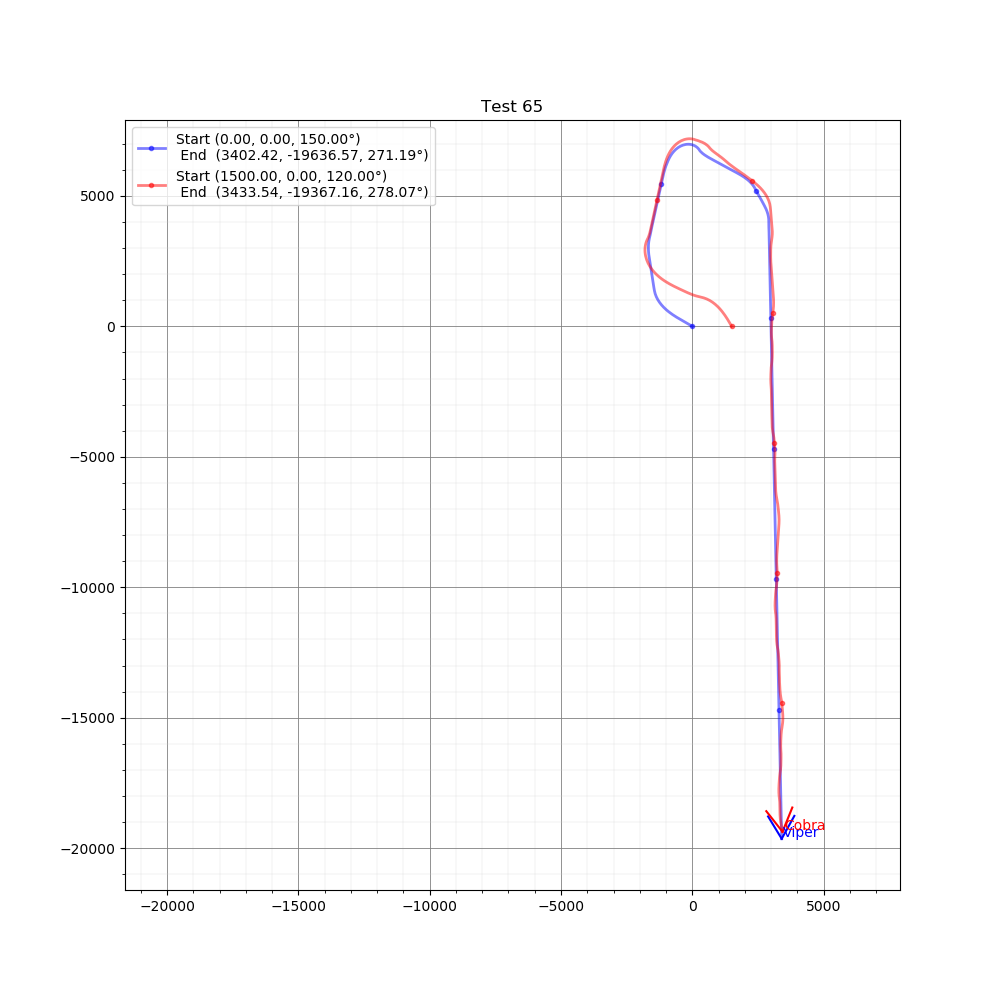 Test 65
Start (0.00, 0.00, 150.00°)
End (3402.42, -19636.57, 271.19°)
Start (1500.00, 0.00, 120.00°)
End (3433.54, -19367.16, 278.07°)
5000
0
−5000
−10000
−15000
−20000
Cobra
Viper
−20000 −15000 −10000 −5000 0 5000